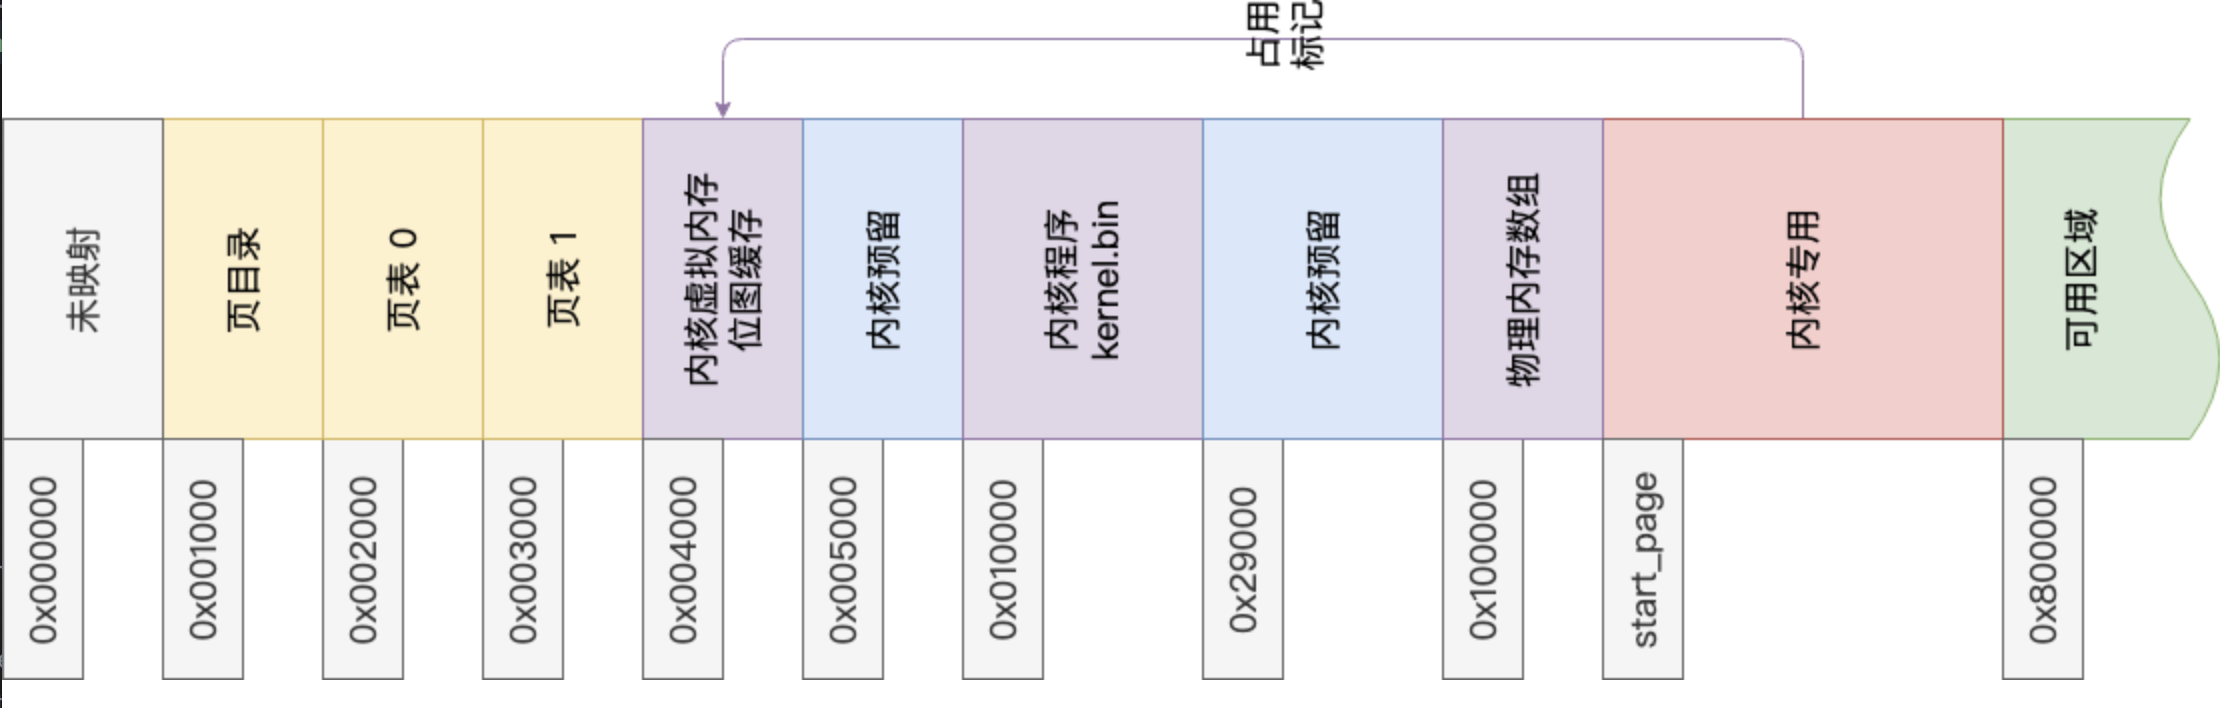 占用
标记
未映射
页目录
页表 0
页表 1
内核虚拟内存
位图缓存
内核预留
内核程序
kernel.bin
内核预留
物理内存数组
内核专用
可用区域
0x000000
0x001000
0x002000
0x003000
0x004000
0x005000
0x010000
0x29000
0x100000
start_page
0x800000